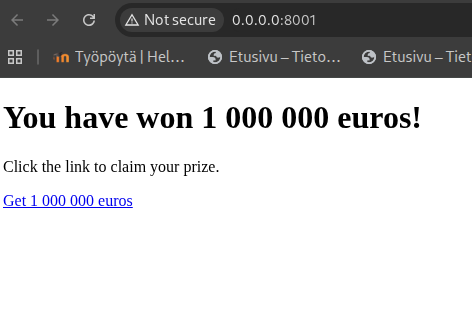 Not secure 0.0.0.0:8001
Työpöytä | Hel... Etusivu – Tieto... Etusivu – Tiet
You have won 1 000 000 euros!
Click the link to claim your prize.
Get 1 000 000 euros